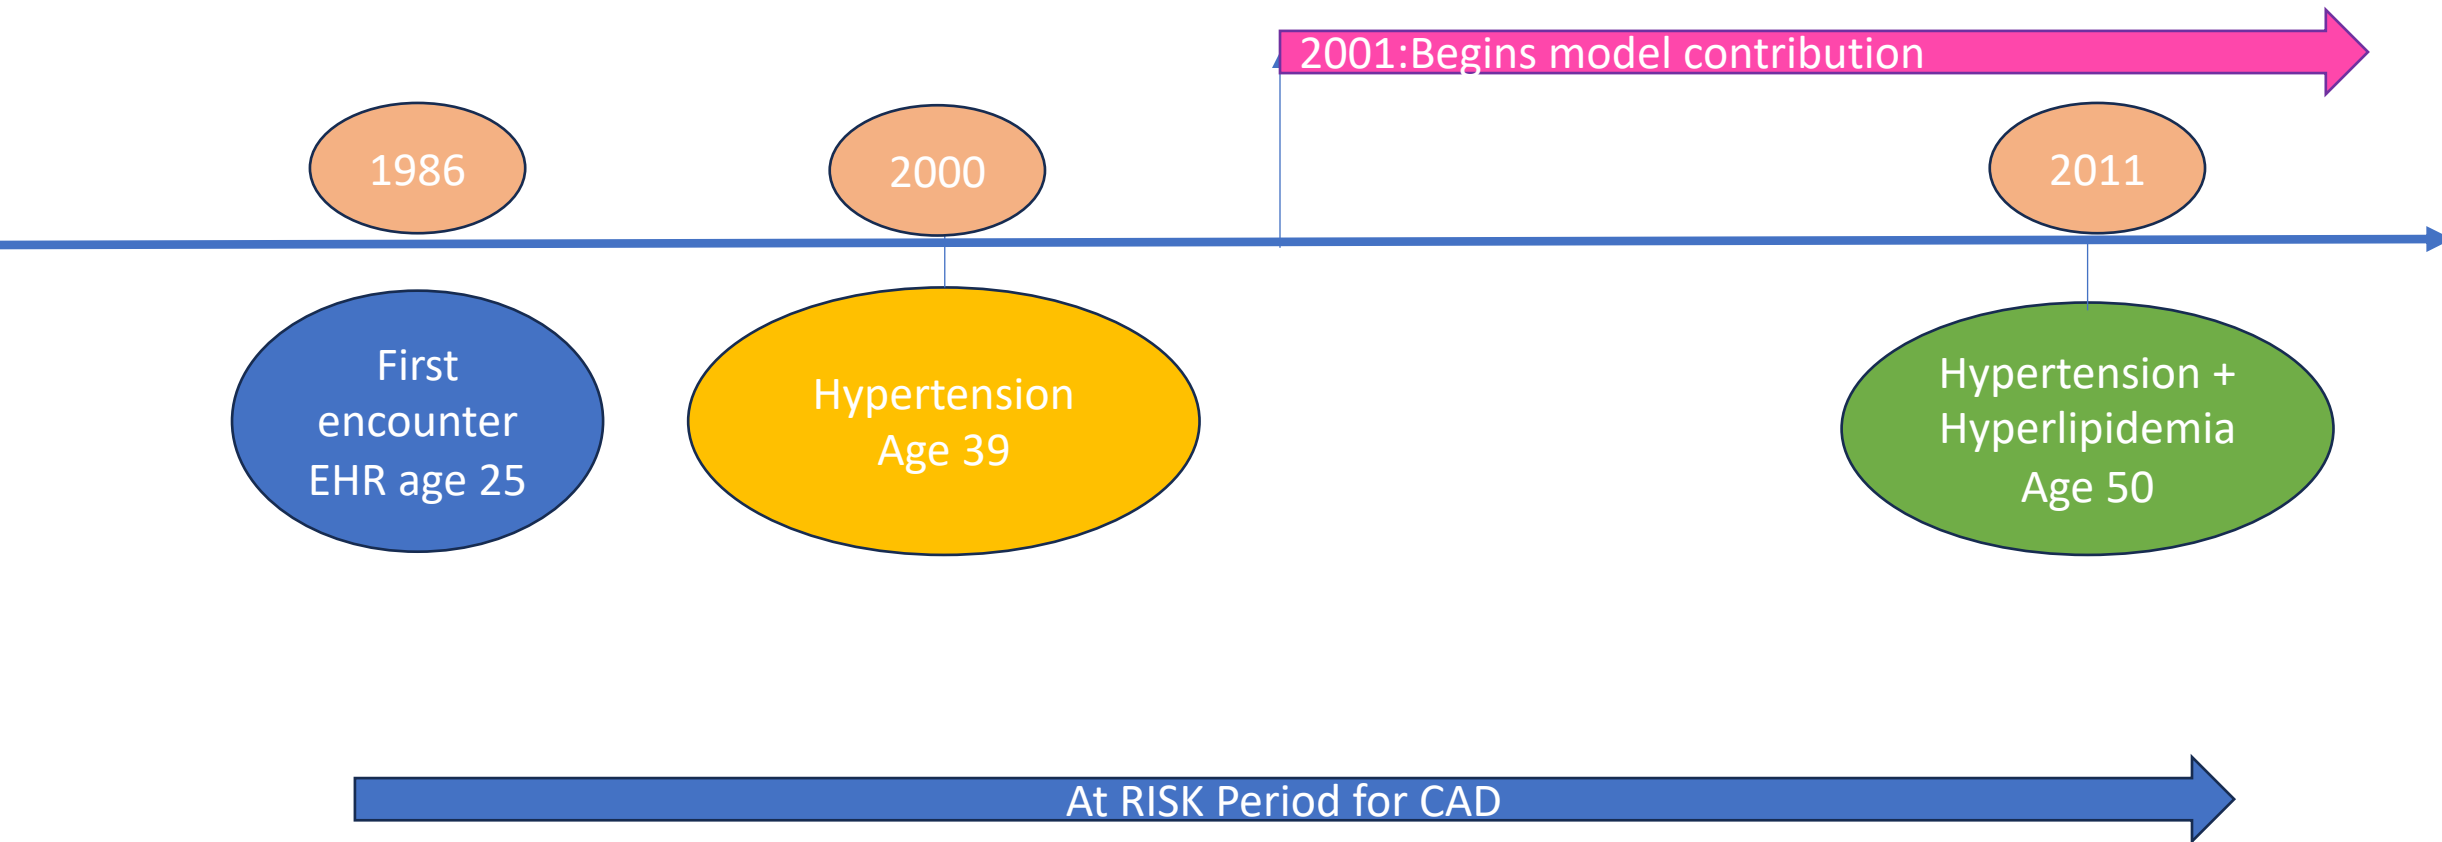 2001:Begins model contribution
1986
2000
2011
First
encounter
EHR age 25
Hypertension
Age 39
Hypertension +
Hyperlipidemia
Age 50
At RISK Period for CAD